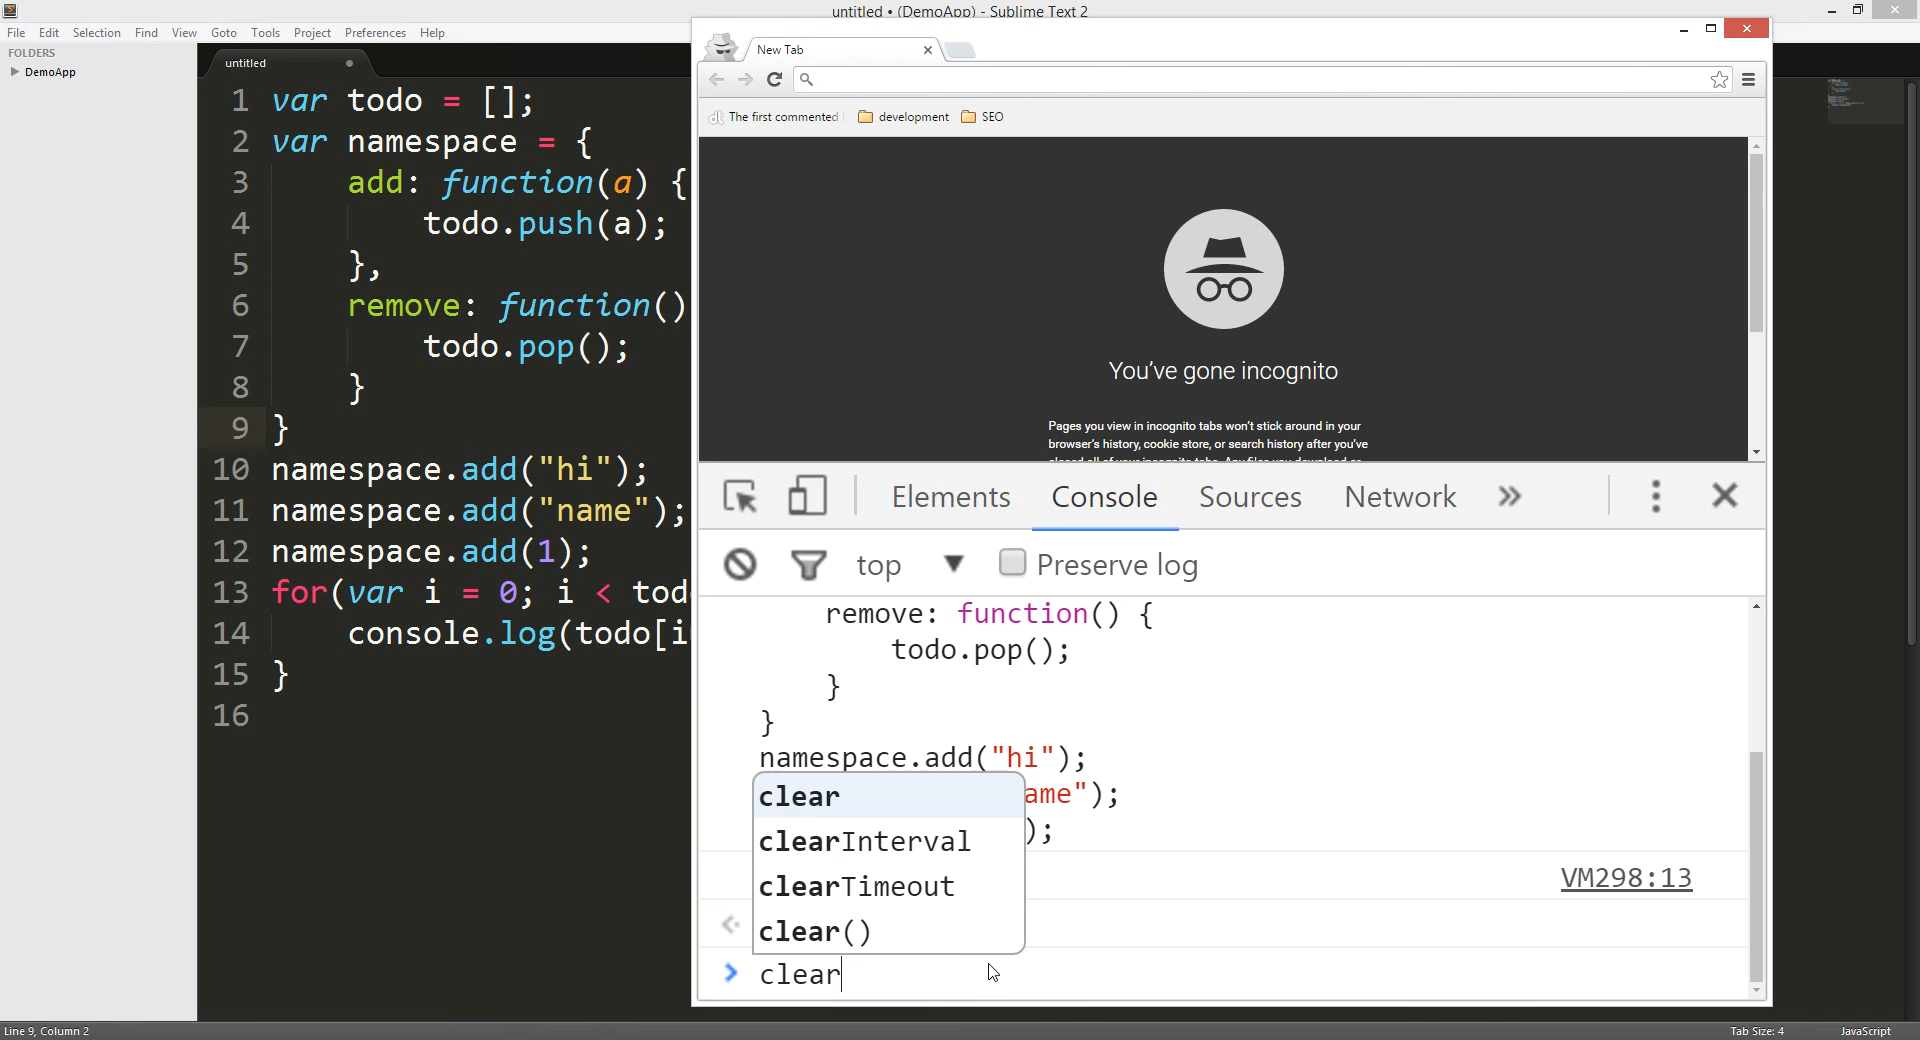 untitled • (DemoApp) - Sublime Text 2
File Edit Selection Find View Goto Tools Project Preferences Help
FOLDERS
DemoApp
untitled
1 var todo = [];
2 var namespace = {
3 add: function(a) {
4 todo.push(a);
5 },
6 remove: function()
7 todo.pop();
8 }
9 }
10 namespace.add("hi");
11 namespace.add("name");
12 namespace.add(1);
13 for(var i = 0; i < tod
14 console.log(todo[i
15 }
16
New Tab
The first commented
development
SEO
You've gone incognito
Pages you view in incognito tabs won't stick around in your
browser's history, cookie store, or search history after you've
Elements Console Sources Network »
top Preserve log
remove: function() {
todo.pop();
}
}
namespace.add("hi");
ame");
);
clear
clearInterval
clearTimeout
clear()
VM298:13
> clear
Line 9, Column 2
Tab Size: 4
JavaScript